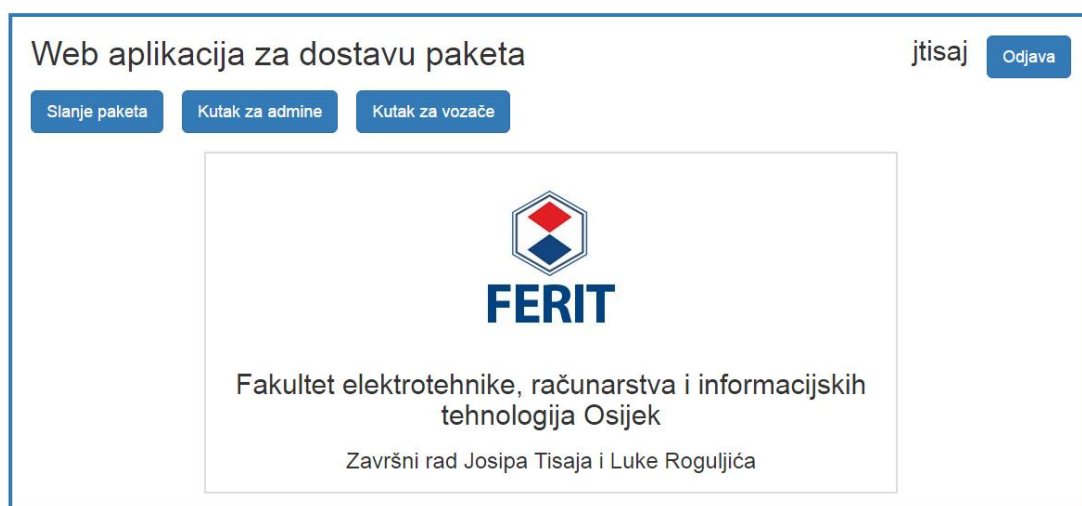 Web aplikacija za dostavu paketa
jtisaj
Odjava
Slanje paketa
Kutak za admine
Kutak za vozače
FERIT
Fakultet elektrotehnike, računarstva i informacijskih
tehnologija Osijek
Završni rad Josipa Tisaja i Luke Roguljića